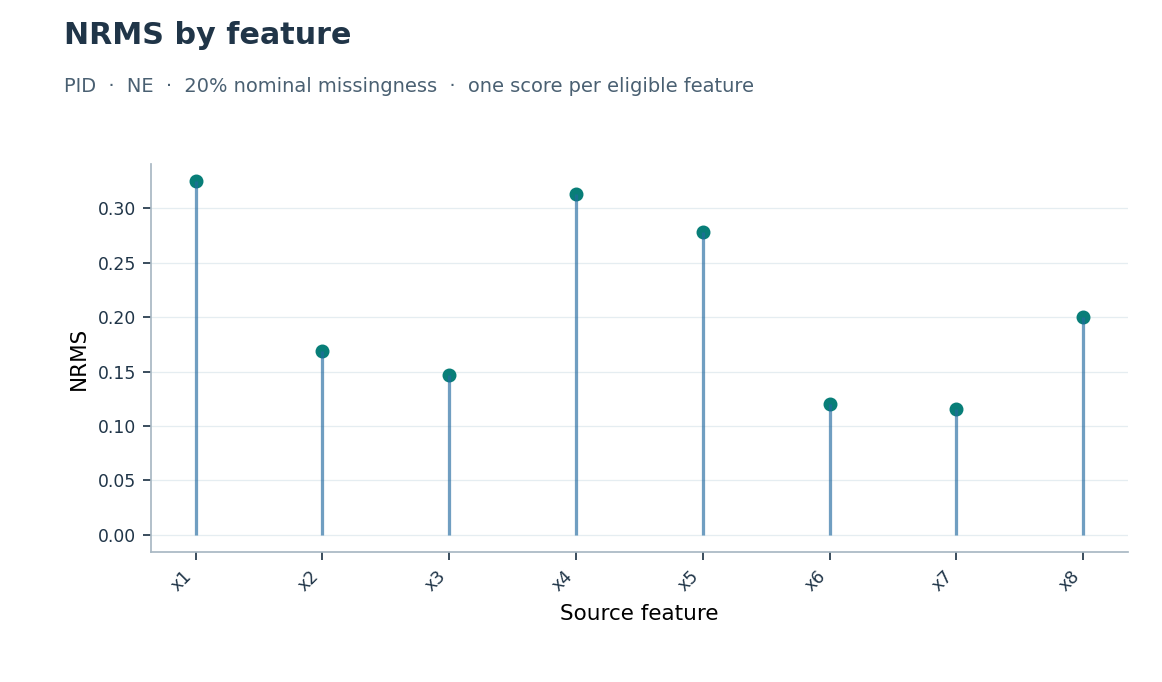 NRMS by feature
PID · NE · 20% nominal missingness · one score per eligible feature
NRMS
0.30
0.25
0.20
0.15
0.10
0.05
0.00
x1 x2 x3 x4 x5 x6 x7 x8
Source feature